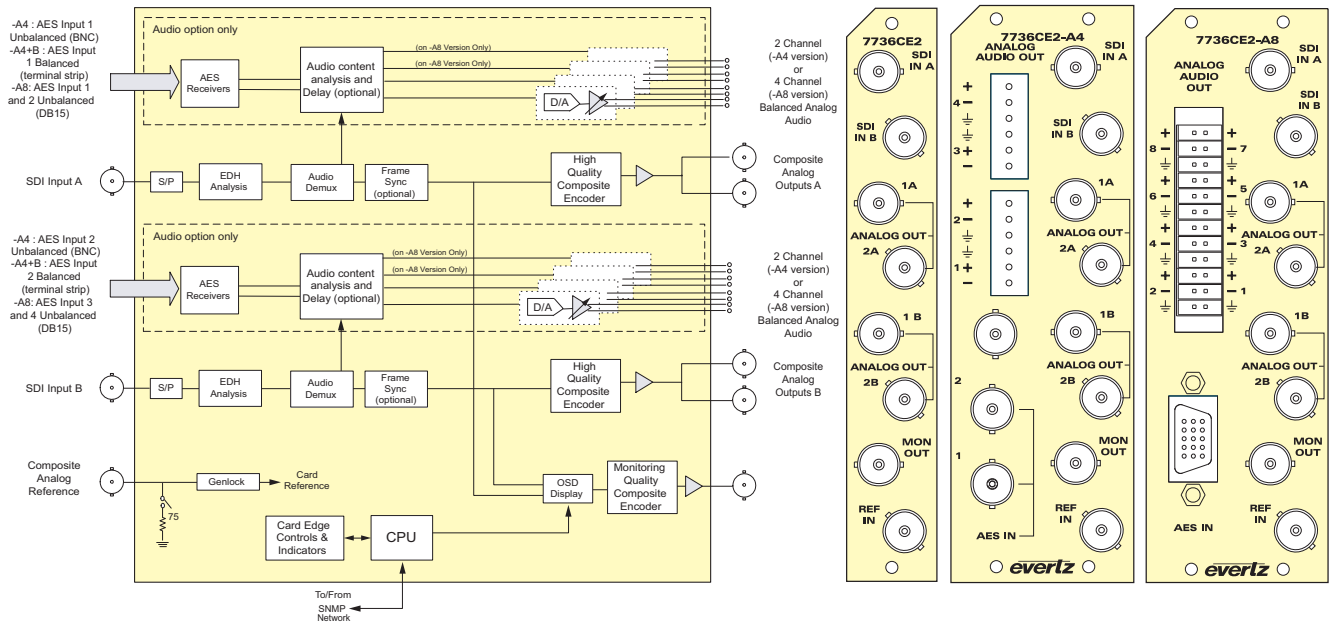 -A4 : AES Input 1
Unbalanced (BNC)
-A4+B : AES Input
1 Balanced
(terminal strip)
-A8: AES Input 1
and 2 Unbalanced
(DB15)
Audio option only
AES
Receivers
Audio content
analysis and
Delay (optional)
(on -A8 Version Only)
(on -A8 Version Only)
D/A
2 Channel
(-A4 version)
or
4 Channel
(-A8 version)
Balanced Analog
Audio
SDI Input A
S/P
EDH
Analysis
Audio
Demux
Frame
Sync
(optional)
High
Quality
Composite
Encoder
Composite
Analog
Outputs A
-A4 : AES Input 2
Unbalanced (BNC)
-A4+B : AES Input
2 Balanced
(terminal strip)
-A8: AES Input 3
and 4 Unbalanced
(DB15)
Audio option only
AES
Receivers
Audio content
analysis and
Delay (optional)
(on -A8 Version Only)
(on -A8 Version Only)
D/A
2 Channel
(-A4 version)
or
4 Channel
(-A8 version)
Balanced Analog
Audio
SDI Input B
S/P
EDH
Analysis
Audio
Demux
Frame
Sync
(optional)
High
Quality
Composite
Encoder
Composite
Analog
Outputs B
Composite
Analog
Reference
75
Genlock
Card
Reference
OSD
Display
Monitoring
Quality
Composite
Encoder
Card Edge
Controls &
Indicators
CPU
To/From
SNMP
Network
7736CE2
SDI
IN A
SDI
IN B
1A
ANALOG OUT
2A
1 B
ANALOG OUT
2B
MON
OUT
REF
IN
7736CE2-A4
ANALOG
AUDIO OUT
SDI
IN A
+
4 -
3 +
-
SDI
IN B
+
2 -
1 +
-
1A
ANALOG OUT
2A
1B
ANALOG OUT
2B
2
1
MON
OUT
REF
IN
AES IN
evertz
7736CE2-A8
ANALOG
AUDIO
OUT
SDI
IN A
SDI
IN B
+ +
8 - - 7
+ +
6 - - 5
+ +
4 - - 3
+ +
2 - - 1
1A
ANALOG OUT
2A
1B
ANALOG OUT
2B
MON
OUT
REF
IN
AES IN
evertz